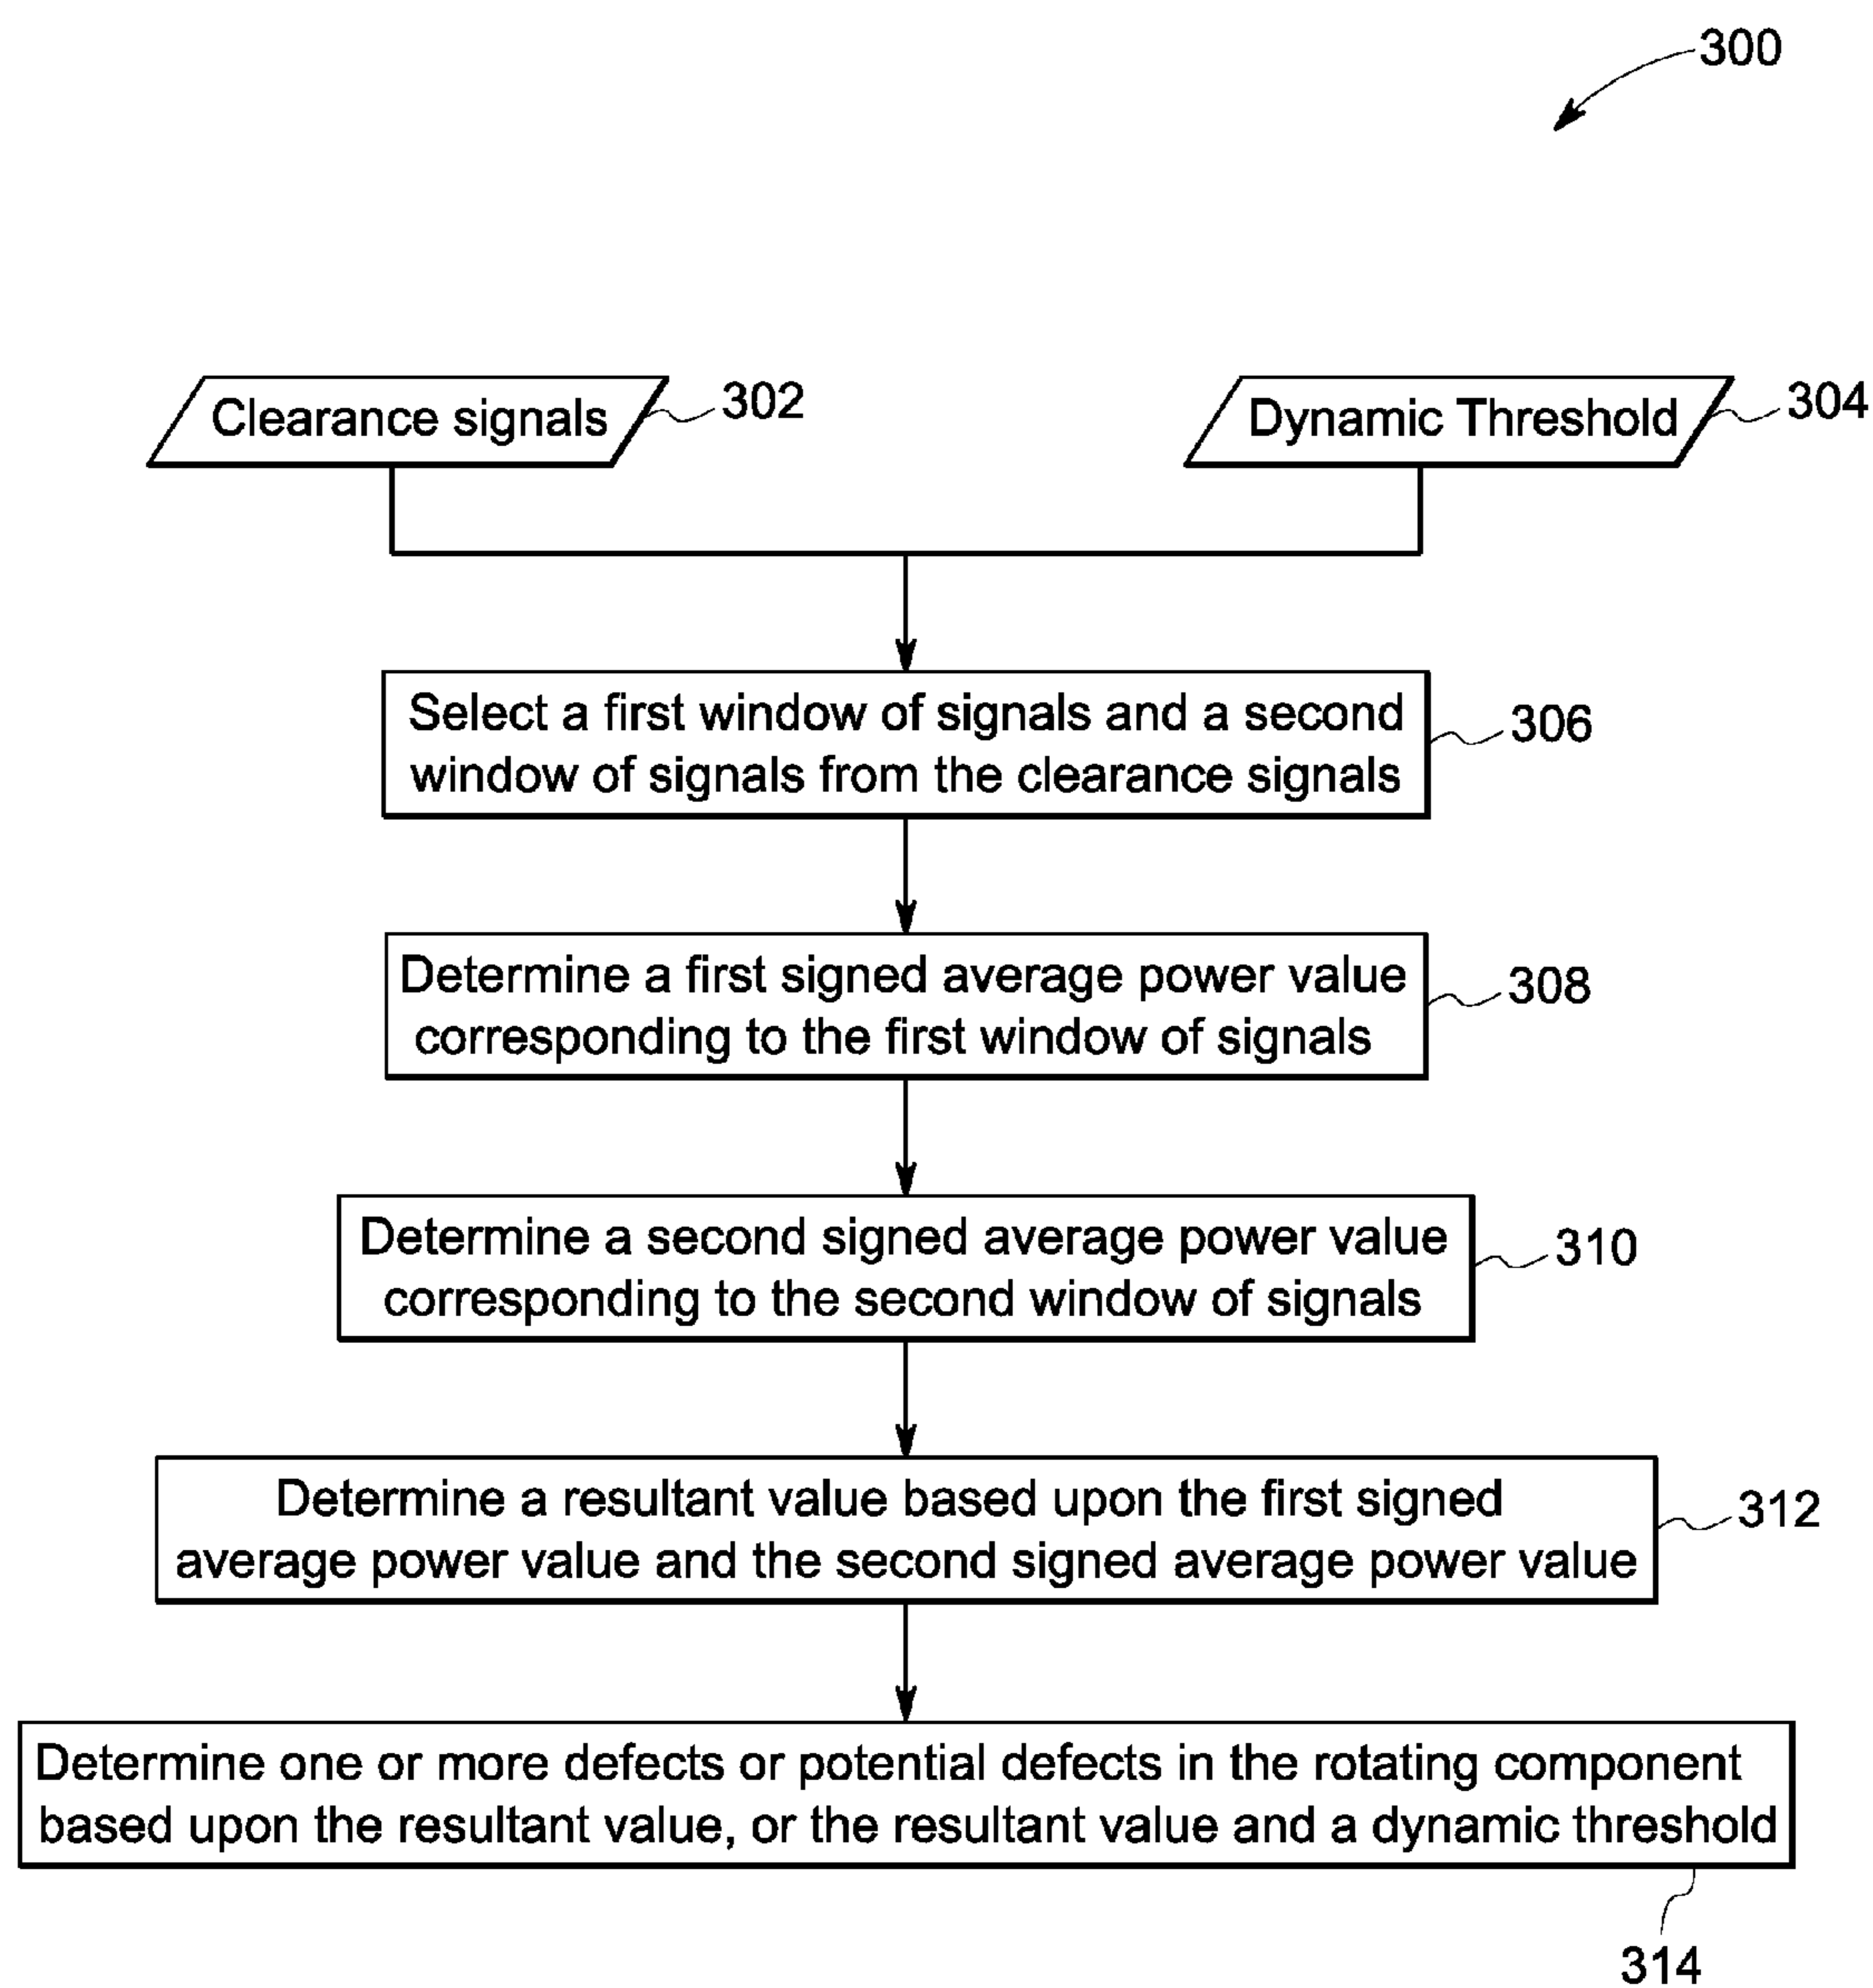 300
Clearance signals
302
Dynamic Threshold
304
Select a first window of signals and a second
window of signals from the clearance signals
306
Determine a first signed average power value
corresponding to the first window of signals
308
Determine a second signed average power value
corresponding to the second window of signals
310
Determine a resultant value based upon the first signed
average power value and the second signed average power value
312
Determine one or more defects or potential defects in the rotating component
based upon the resultant value, or the resultant value and a dynamic threshold
314